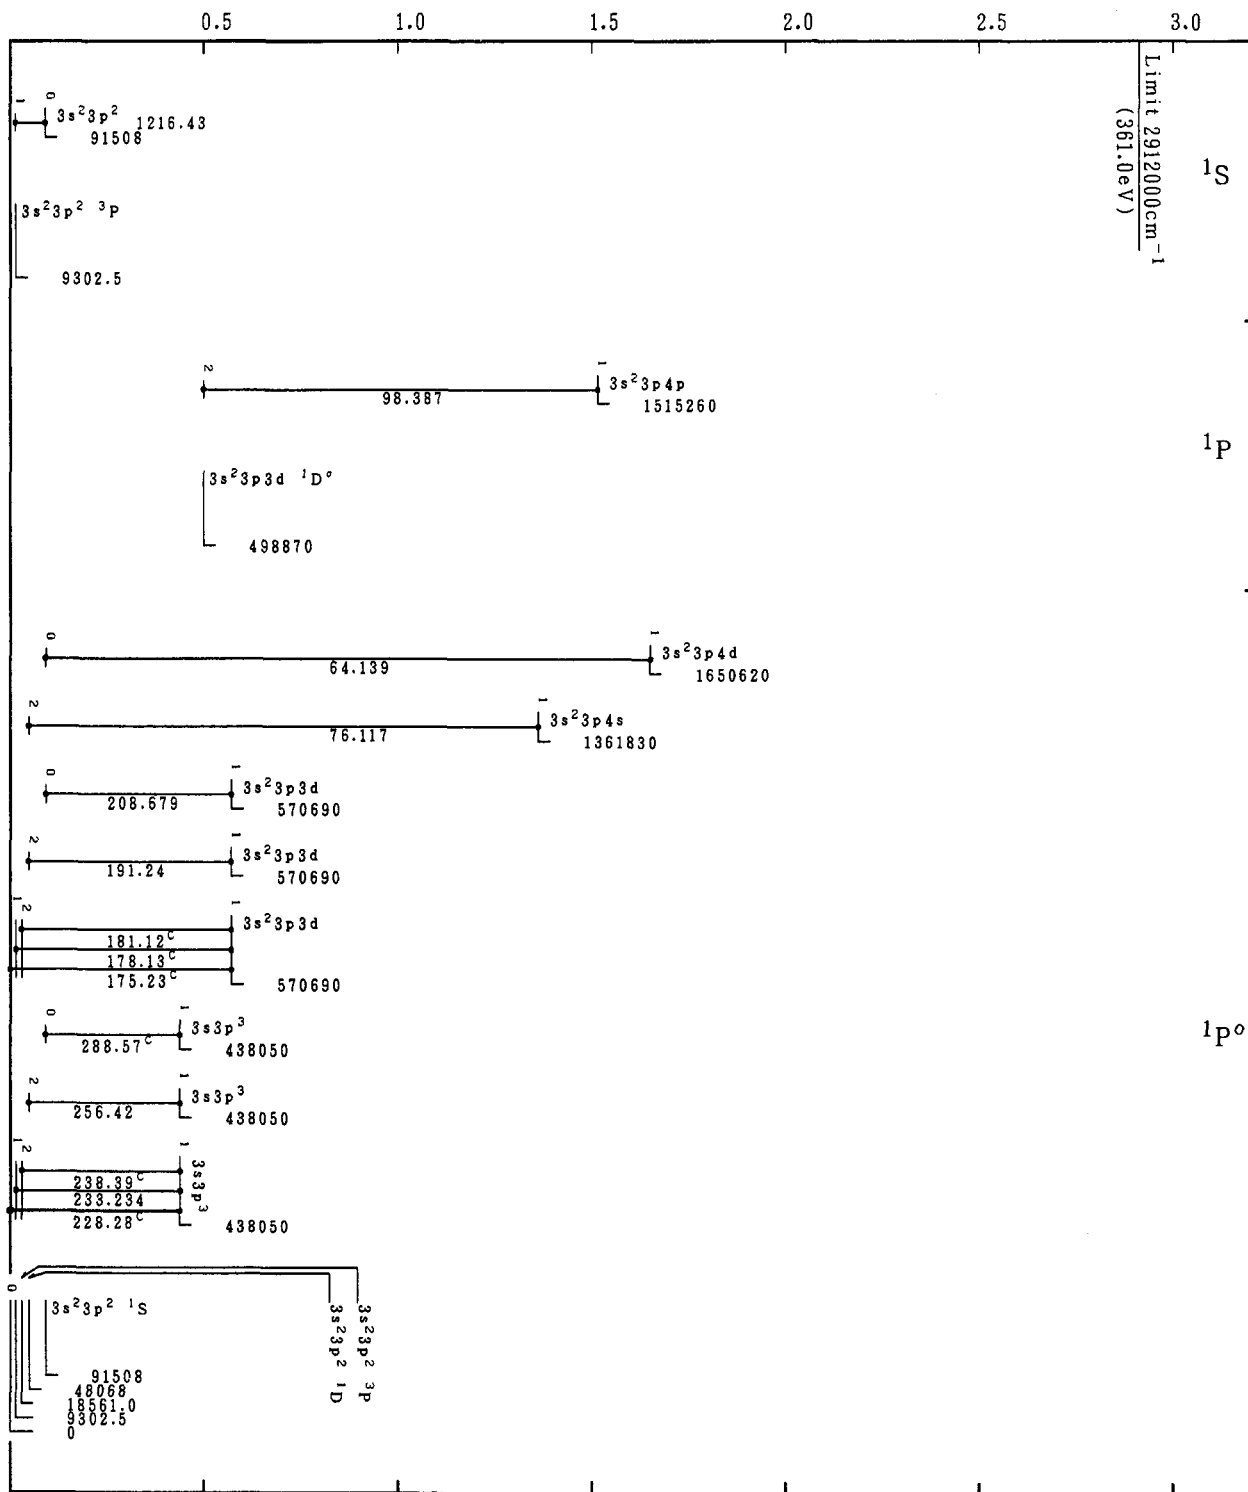 0.5 1.0 1.5 2.0 2.5 3.0
Limit 2912000cm⁻¹
(361.0eV)
¹S
1 0 3s²3p² 1216.43
91508
3s²3p² ³P
9302.5
2 1 3s²3p4p
98.387
1515260
¹P
3s²3p3d ¹D°
498870
0 1 3s²3p4d
64.139
1650620
2 1 3s²3p4s
76.117
1361830
0 1 3s²3p3d
208.679
570690
2 1 3s²3p3d
191.24
570690
1 2 1 3s²3p3d
181.12ᶜ
178.13ᶜ
175.23ᶜ 570690
0 1 3s3p³
288.57ᶜ 438050
¹P°
2 1 3s3p³
256.42 438050
1 2 1 3s3p³
238.39ᶜ
233.234
228.28ᶜ 438050
0
3s²3p² ¹S
3s²3p² ¹D
3s²3p² ³P
91508
48068
18561.0
9302.5
0